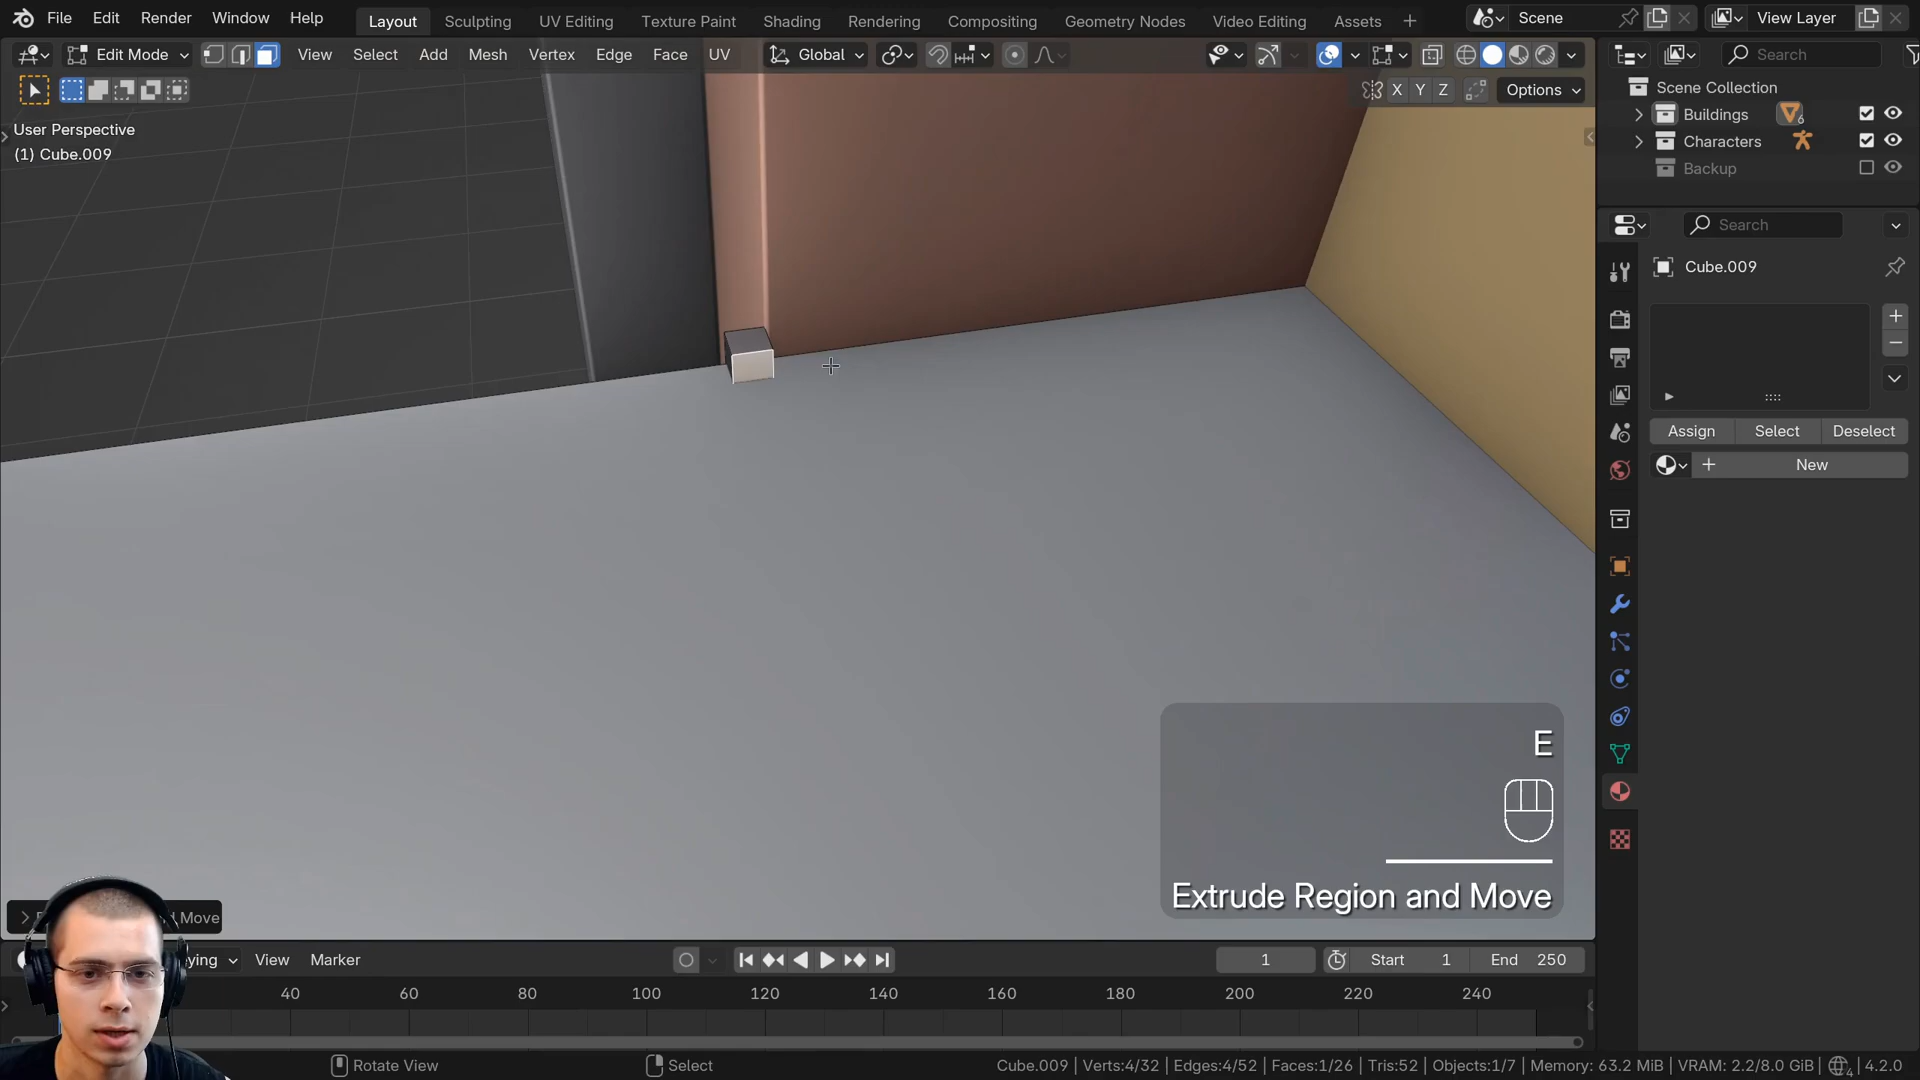 File Edit Render Window Help Layout Sculpting UV Editing Texture Paint Shading Rendering Compositing Geometry Nodes Video Editing Assets + Scene View Layer
Edit Mode View Select Add Mesh Vertex Edge Face UV Global Search
X Y Z Options
User Perspective
(1) Cube.009
Scene Collection
Buildings 6
Characters
Backup
Search
Cube.009
Assign Select Deselect
New
E
Extrude Region and Move
Move
View Marker 1 Start 1 End 250
40 60 80 100 120 140 160 180 200 220 240
Rotate View Select Cube.009 | Verts:4/32 | Edges:4/52 | Faces:1/26 | Tris:52 | Objects:1/7 | Memory: 63.2 MiB | VRAM: 2.2/8.0 GiB | 4 4.2.0